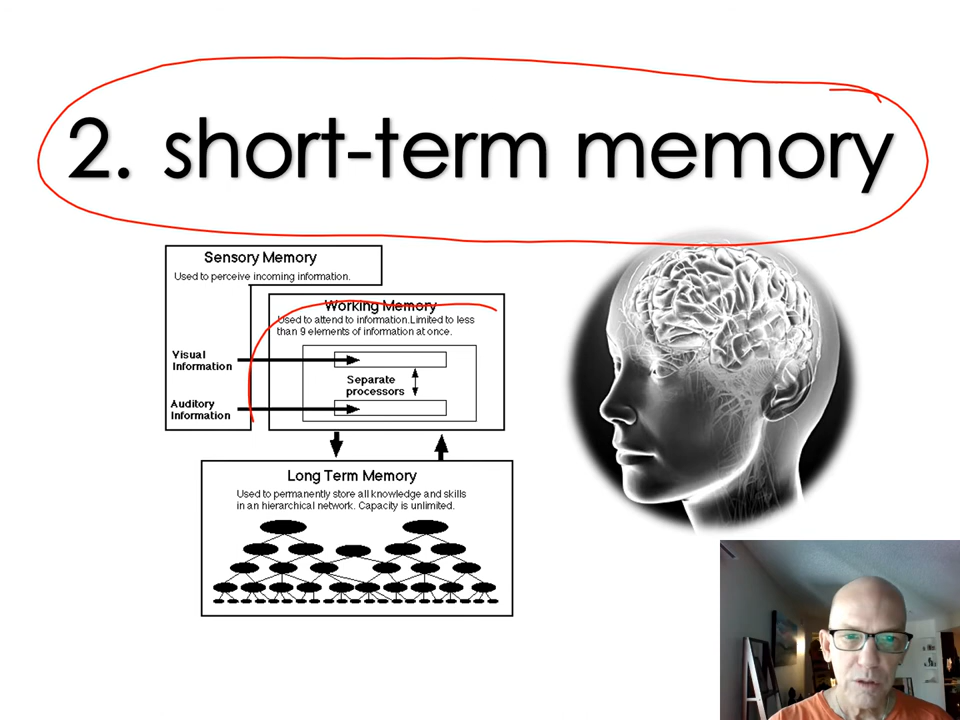 2. short-term memory
Sensory Memory
Used to perceive incoming information.
Working Memory
Used to attend to information.Limited to less
than 9 elements of information at once.
Visual
Information
Separate
processors
Auditory
Information
Long Term Memory
Used to permanently store all knowledge and skills
in an hierarchical network. Capacity is unlimited.